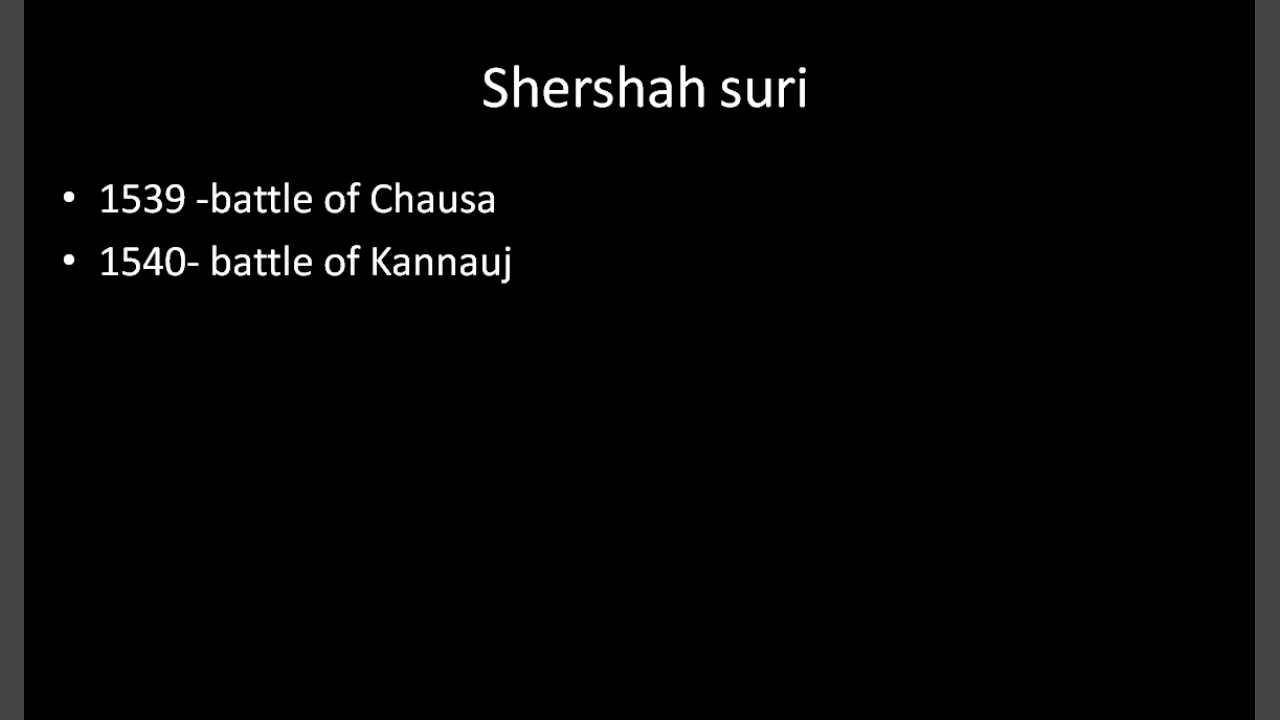 Shershah suri
• 1539 -battle of Chausa
• 1540- battle of Kannauj